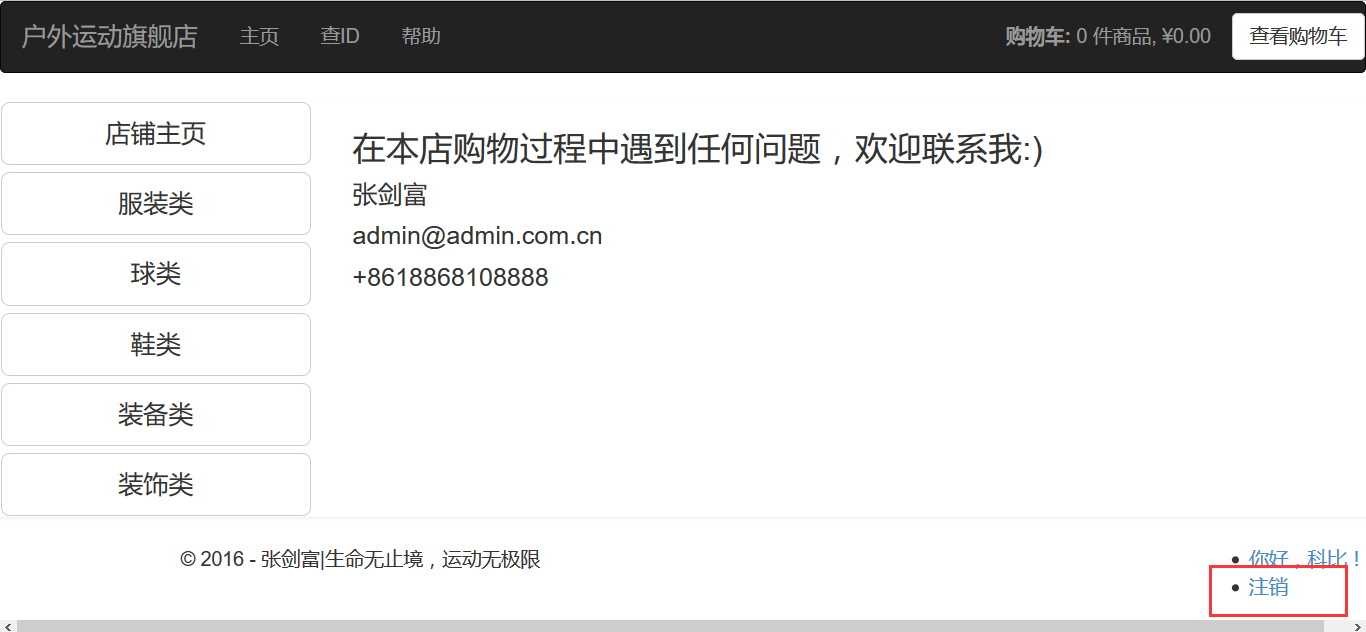 户外运动旗舰店 主页 查ID 帮助 购物车: 0 件商品, ¥0.00 查看购物车
店铺主页
服装类
球类
鞋类
装备类
装饰类
在本店购物过程中遇到任何问题，欢迎联系我:)
张剑富
admin@admin.com.cn
+8618868108888
© 2016 - 张剑富|生命无止境，运动无极限
你好，科比！
注销